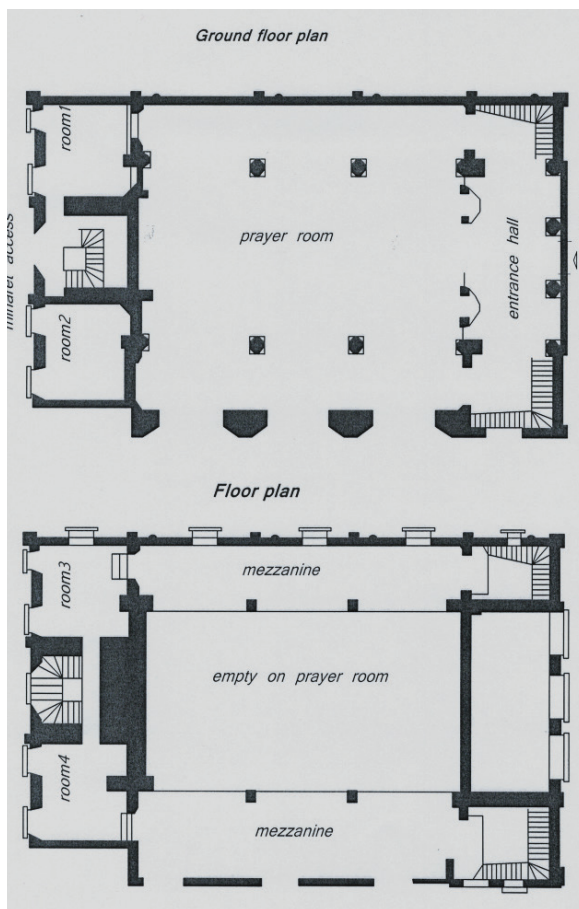 Ground floor plan
room1
prayer room
entrance hall
minaret access
room2
Floor plan
mezzanine
room3
empty on prayer room
room4
mezzanine